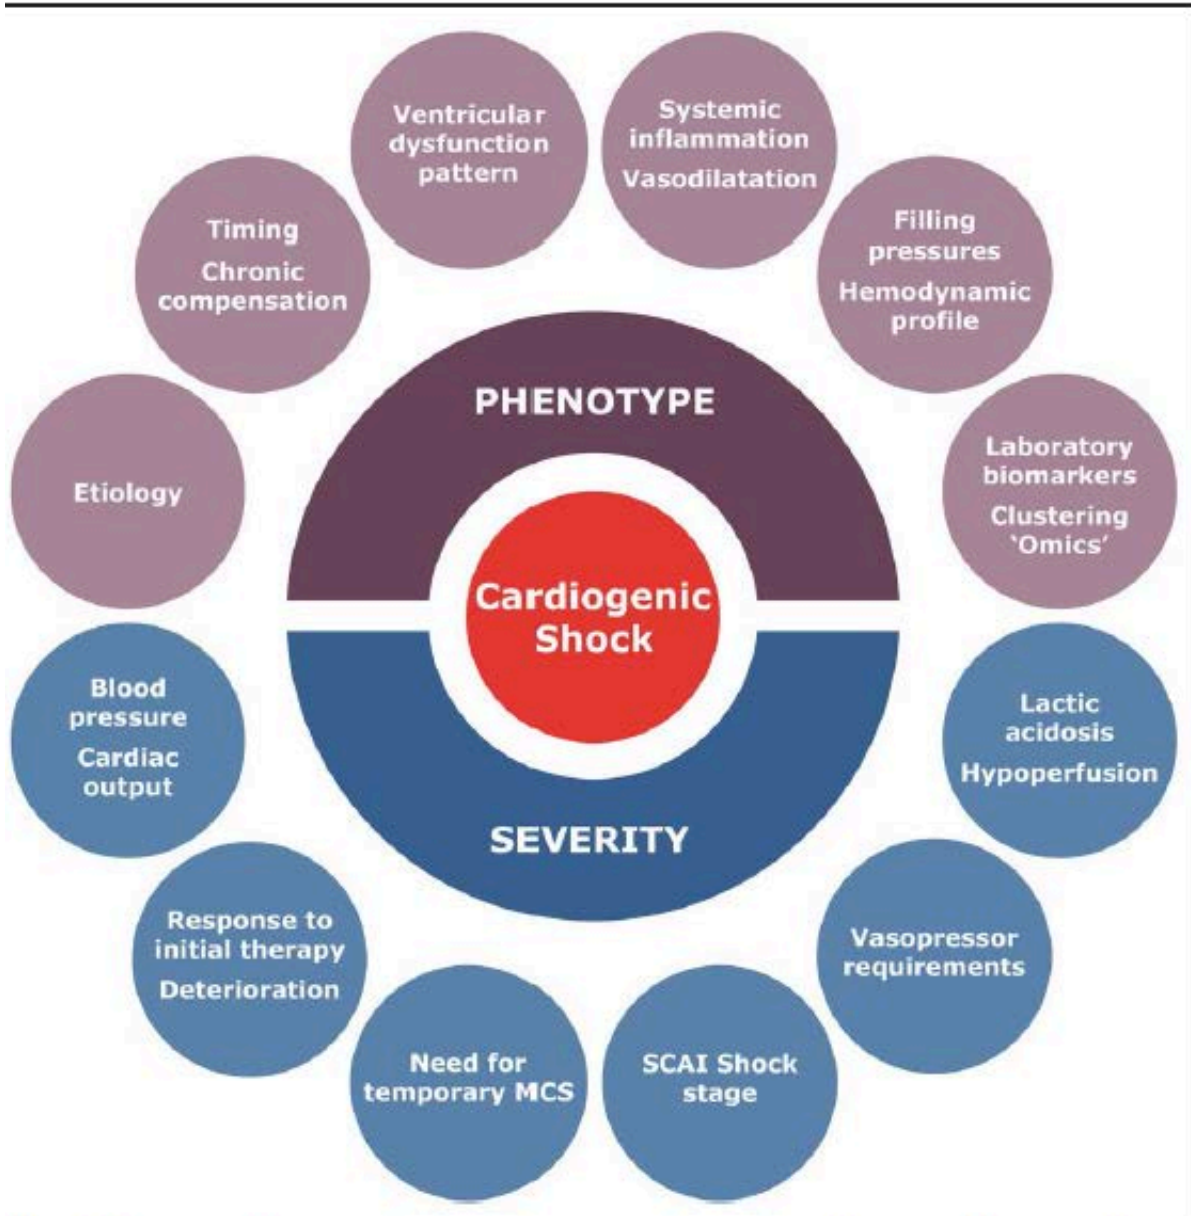 Ventricular
dysfunction
pattern
Systemic
inflammation
Vasodilatation
Timing
Chronic
compensation
Filling
pressures
Hemodynamic
profile
PHENOTYPE
Etiology
Laboratory
biomarkers
Clustering
‘Omics’
Cardiogenic
Shock
Blood
pressure
Cardiac
output
Lactic
acidosis
Hypoperfusion
SEVERITY
Response to
initial therapy
Deterioration
Vasopressor
requirements
Need for
temporary MCS
SCAI Shock
stage